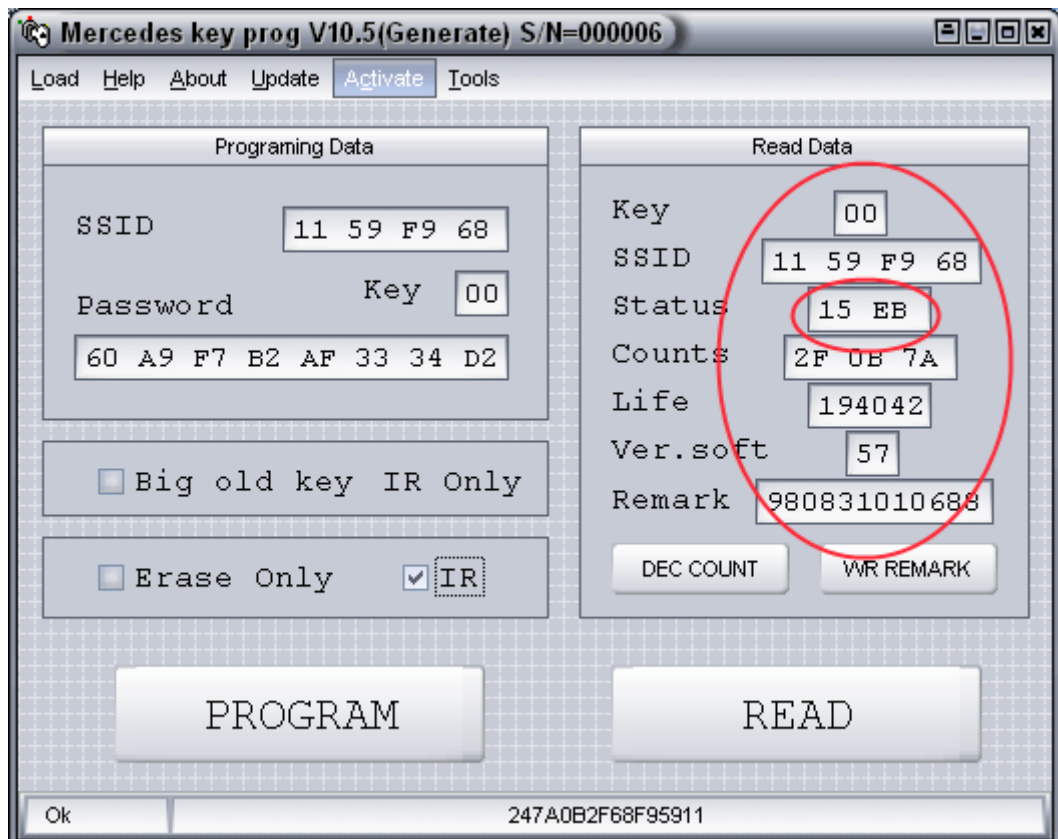 Mercedes key prog V10.5(Generate) S/N=000006
Load Help About Update Activate Tools
Programing Data
SSID 11 59 F9 68
Key 00
Password
60 A9 F7 B2 AF 33 34 D2
Big old key IR Only
Erase Only IR
PROGRAM
Read Data
Key 00
SSID 11 59 F9 68
Status 15 EB
Counts 2F 0B 7A
Life 194042
Ver.soft 57
Remark 980831010688
DEC COUNT WR REMARK
READ
Ok 247A0B2F68F95911